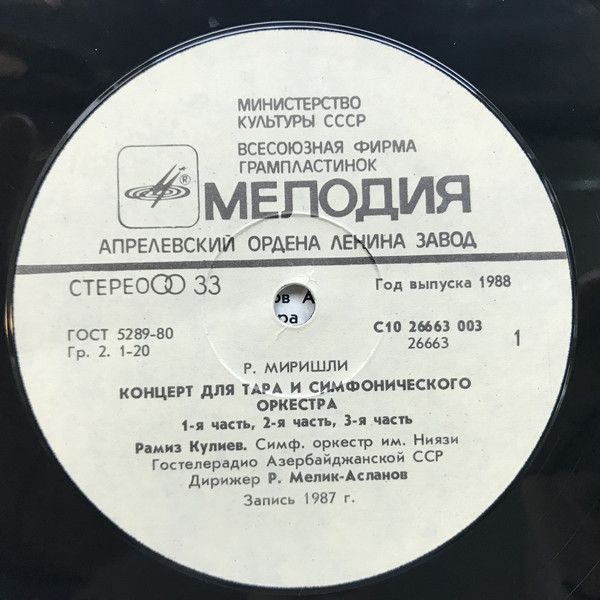 МИНИСТЕРСТВО
КУЛЬТУРЫ СССР
ВСЕСОЮЗНАЯ ФИРМА
ГРАМПЛАСТИНОК
®
МЕЛОДИЯ
АПРЕЛЕВСКИЙ ОРДЕНА ЛЕНИНА ЗАВОД
СТЕРЕО 33
Год выпуска 1988
ГОСТ 5289-80
Гр. 2. 1-20
С10 26663 003
26663
1
Р. МИРИШЛИ
КОНЦЕРТ ДЛЯ ТАРА И СИМФОНИЧЕСКОГО
ОРКЕСТРА
1-я часть, 2-я часть, 3-я часть
Рамиз Кулиев. Симф. оркестр им. Ниязи
Гостелерадио Азербайджанской ССР
Дирижер Р. Мелик-Асланов
Запись 1987 г.